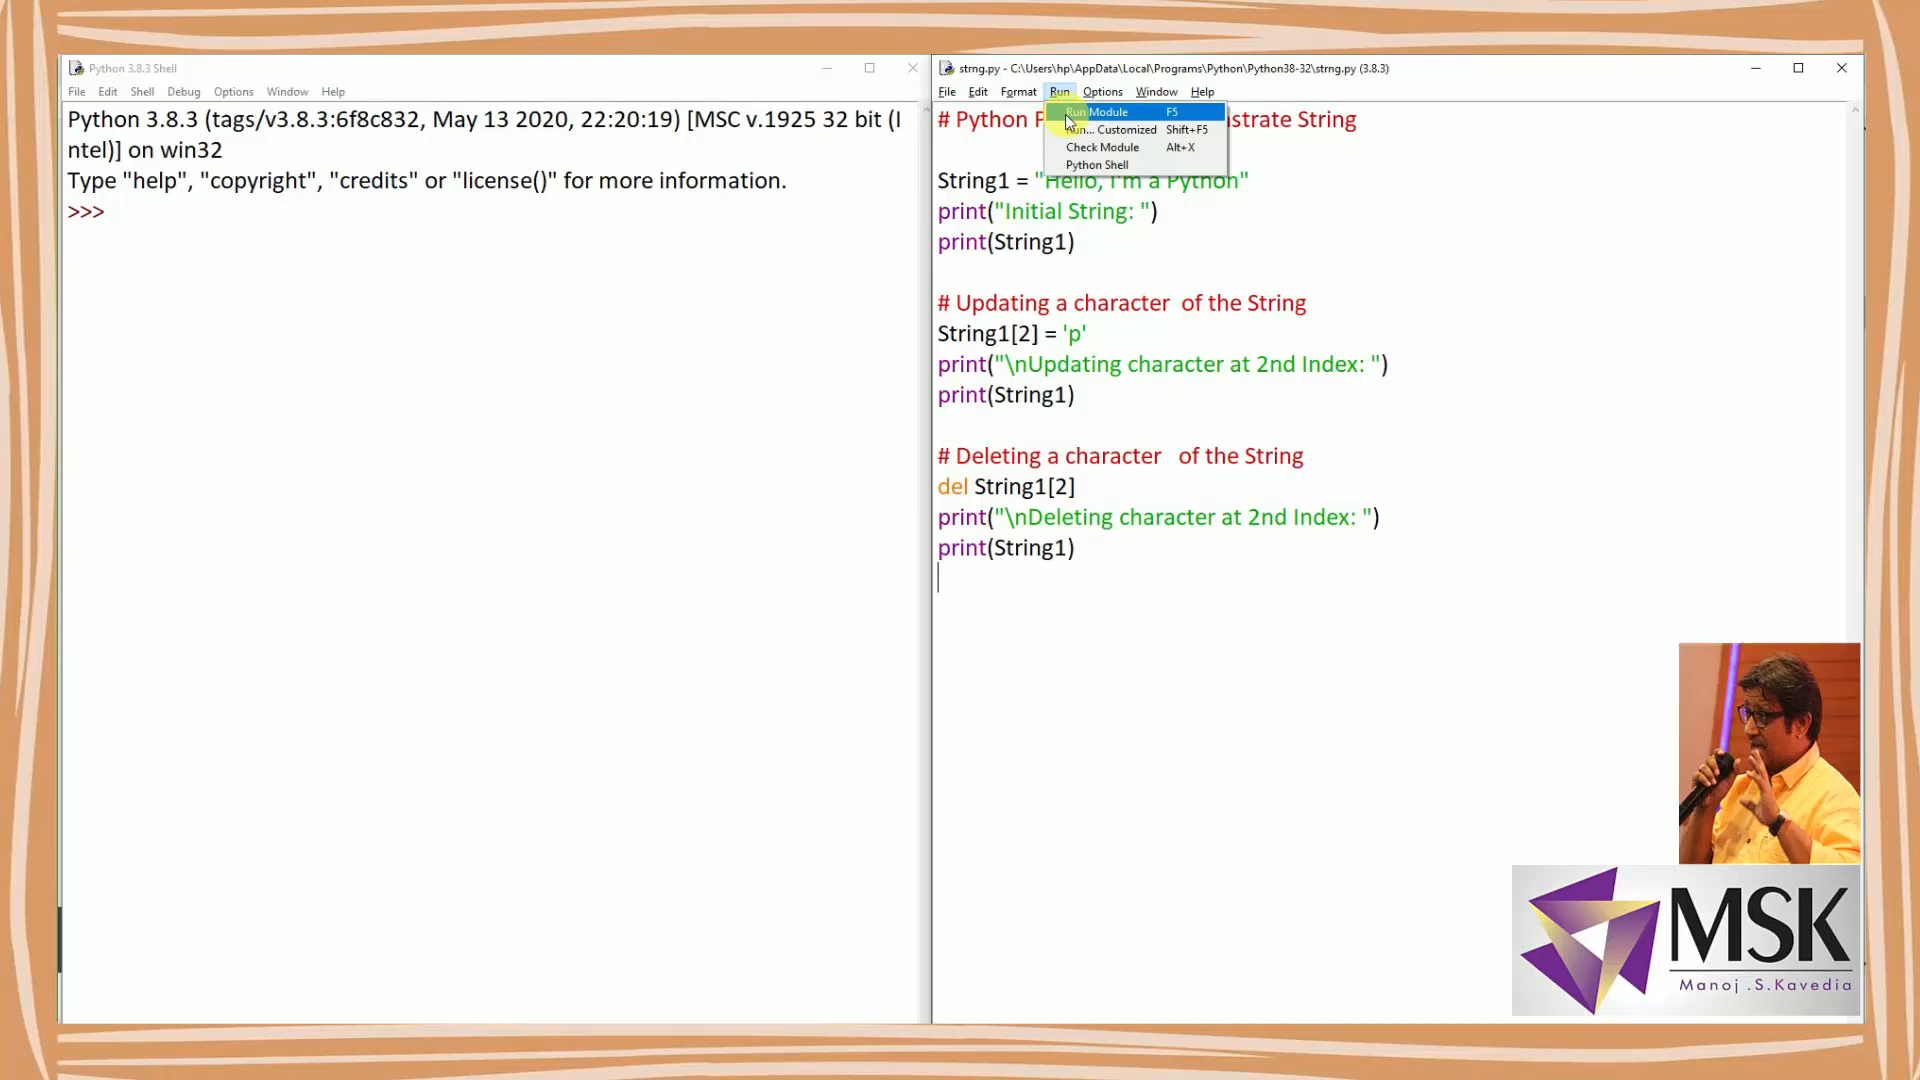 Python 3.8.3 Shell
File Edit Shell Debug Options Window Help
Python 3.8.3 (tags/v3.8.3:6f8c832, May 13 2020, 22:20:19) [MSC v.1925 32 bit (I
ntel)] on win32
Type "help", "copyright", "credits" or "license()" for more information.
>>>
strng.py - C:\Users\hp\AppData\Local\Programs\Python\Python38-32\strng.py (3.8.3)
File Edit Format Run Options Window Help
Run Module F5
Run... Customized Shift+F5
Check Module Alt+X
Python Shell
# Python strate String
String1 = "Hello, I'm a Python"
print("Initial String: ")
print(String1)
# Updating a character  of the String
String1[2] = 'p'
print("\nUpdating character at 2nd Index: ")
print(String1)
# Deleting a character   of the String
del String1[2]
print("\nDeleting character at 2nd Index: ")
print(String1)
MSK
Manoj .S.Kavedia